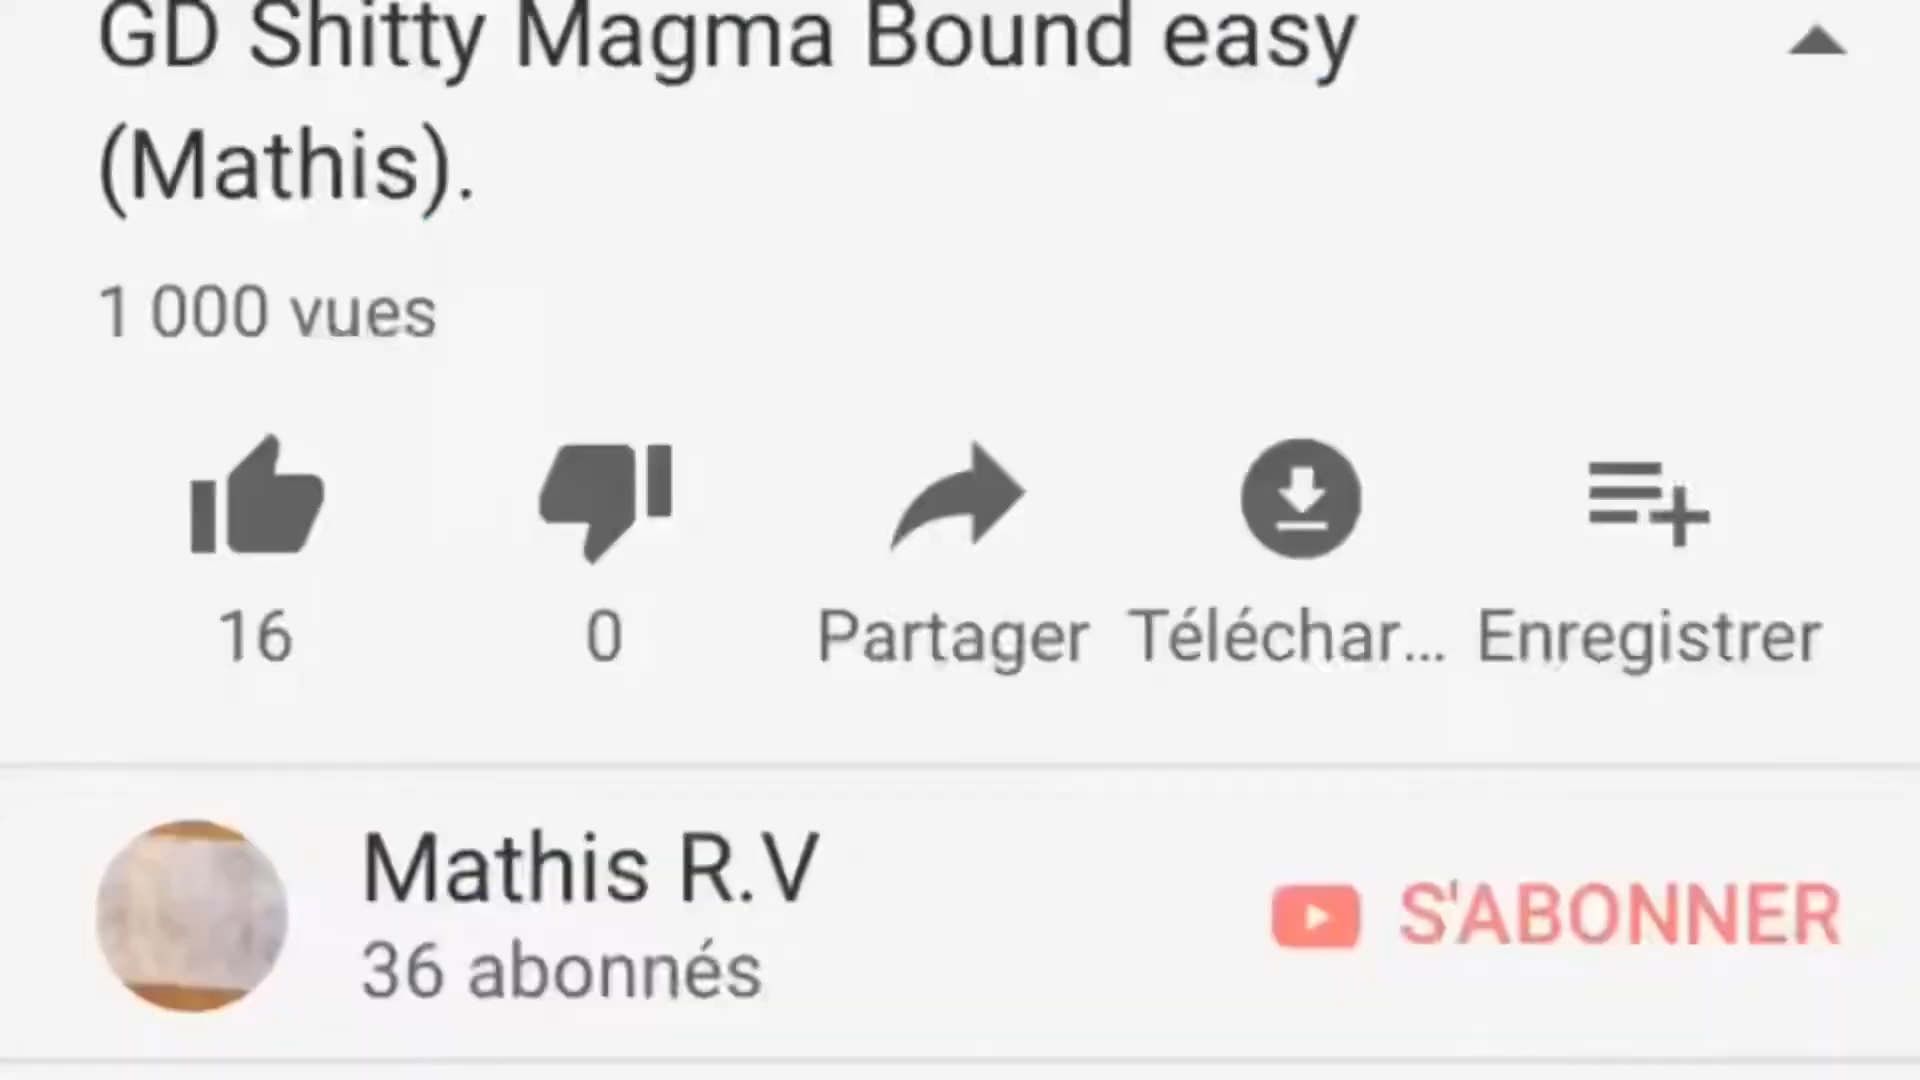 GD Shitty Magma Bound easy
(Mathis).
1 000 vues
16
0
Partager
Téléchar...
Enregistrer
Mathis R.V
S'ABONNER
36 abonnés